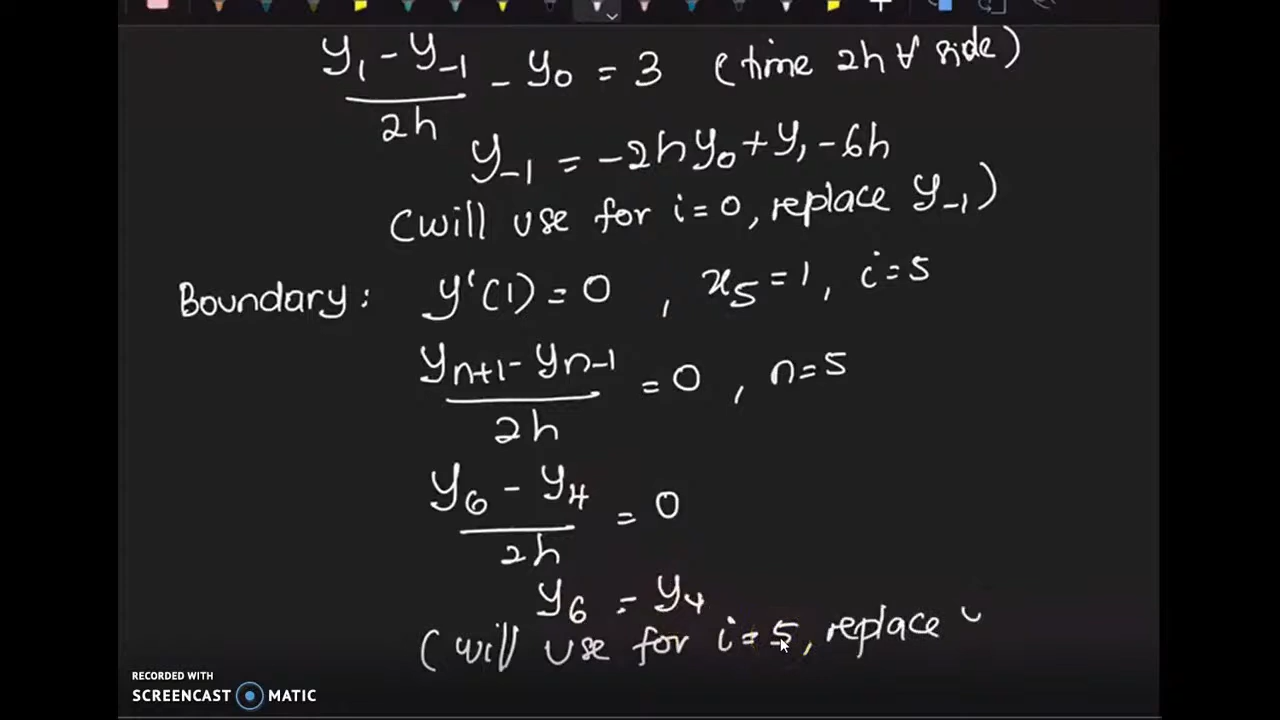 y₁ - y₋₁ / 2h - y₀ = 3 (time 2h ∀ side)
y₋₁ = -2hy₀ + y₁ - 6h
(will use for i = 0, replace y₋₁)
Boundary: y'(1) = 0 , x₅ = 1, i = 5
yₙ₊₁ - yₙ₋₁ / 2h = 0 , n = 5
y₆ - y₄ / 2h = 0
y₆ = y₄
(will use for i = 5, replace
RECORDED WITH
SCREENCAST MATIC